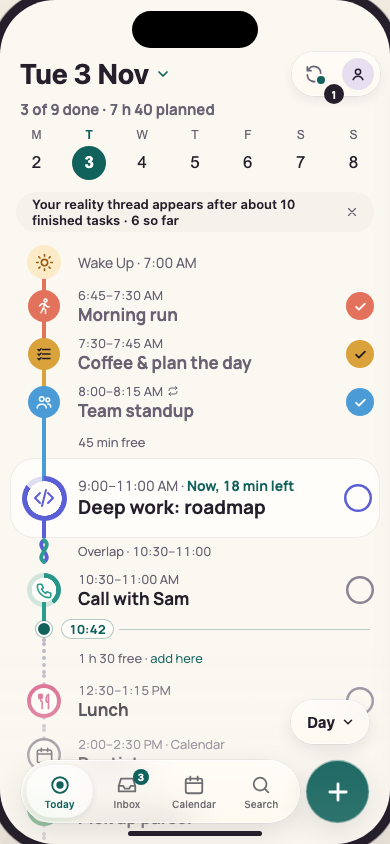 Tue 3 Nov
1
3 of 9 done · 7 h 40 planned
M T W T F S S
2 3 4 5 6 7 8
Your reality thread appears after about 10
finished tasks · 6 so far
Wake Up · 7:00 AM
6:45–7:30 AM
Morning run
7:30–7:45 AM
Coffee & plan the day
8:00–8:15 AM
Team standup
45 min free
9:00–11:00 AM · Now, 18 min left
Deep work: roadmap
Overlap · 10:30–11:00
10:30–11:00 AM
Call with Sam
10:42
1 h 30 free · add here
12:30–1:15 PM
Lunch
Day
2:00–2:30 PM · Calendar
3
Today
Inbox
Calendar
Search